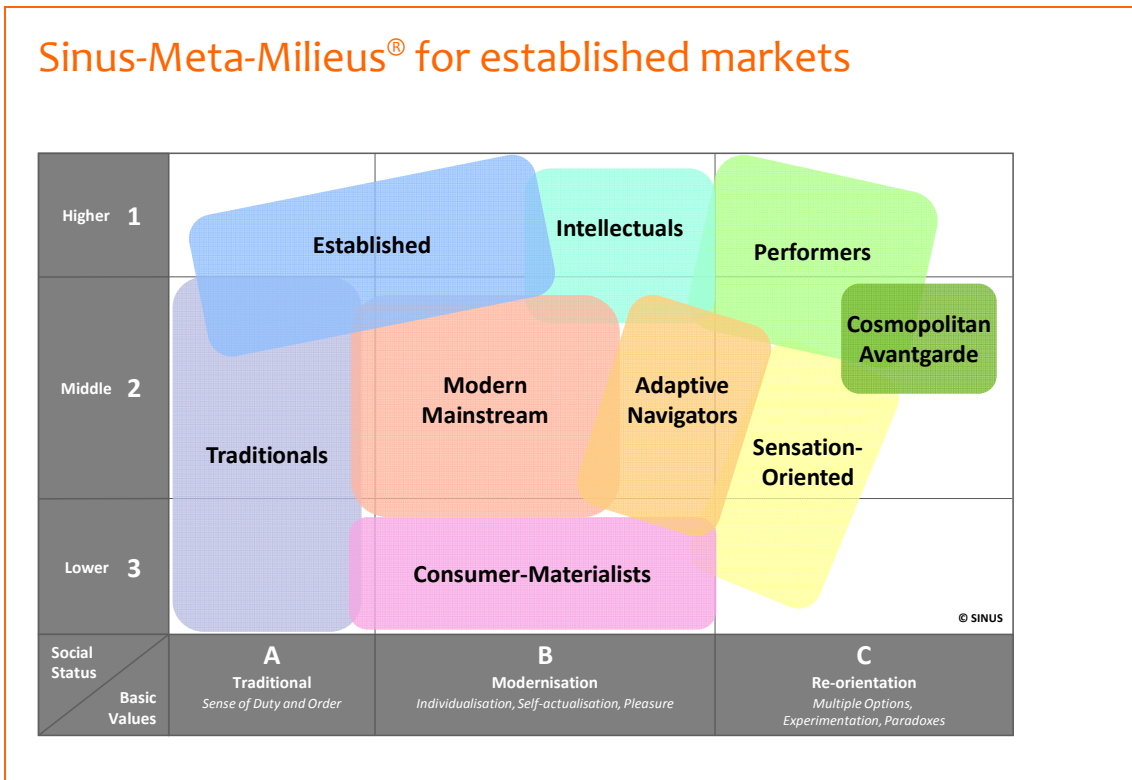 Sinus-Meta-Milieus® for established markets
Higher 1
Established
Intellectuals
Performers
Middle 2
Traditionals
Modern
Mainstream
Adaptive
Navigators
Cosmopolitan
Avantgarde
Sensation-
Oriented
Lower 3
Consumer-Materialists
© SINUS
Social
Status
Basic
Values
A
Traditional
Sense of Duty and Order
B
Modernisation
Individualisation, Self-actualisation, Pleasure
C
Re-orientation
Multiple Options,
Experimentation, Paradoxes